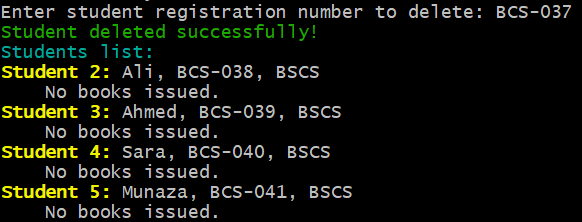 Enter student registration number to delete: BCS-037
Student deleted successfully!
Students list:
Student 2: Ali, BCS-038, BSCS
No books issued.
Student 3: Ahmed, BCS-039, BSCS
No books issued.
Student 4: Sara, BCS-040, BSCS
No books issued.
Student 5: Munaza, BCS-041, BSCS
No books issued.